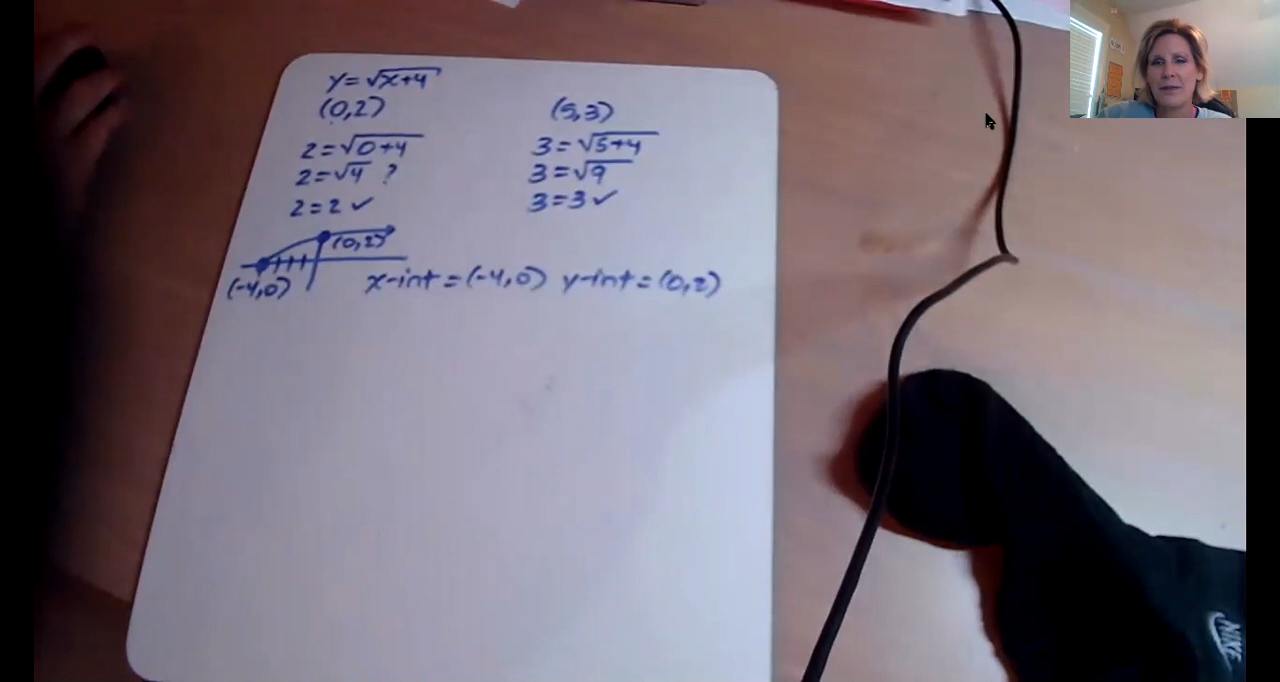 y=√x+4
(0,2) (5,3)
2=√0+4 3=√5+4
2=√4 ? 3=√9
2=2✓ 3=3✓
(0,2)
(-4,0) x-int=(-4,0) y-int=(0,2)
NIKE